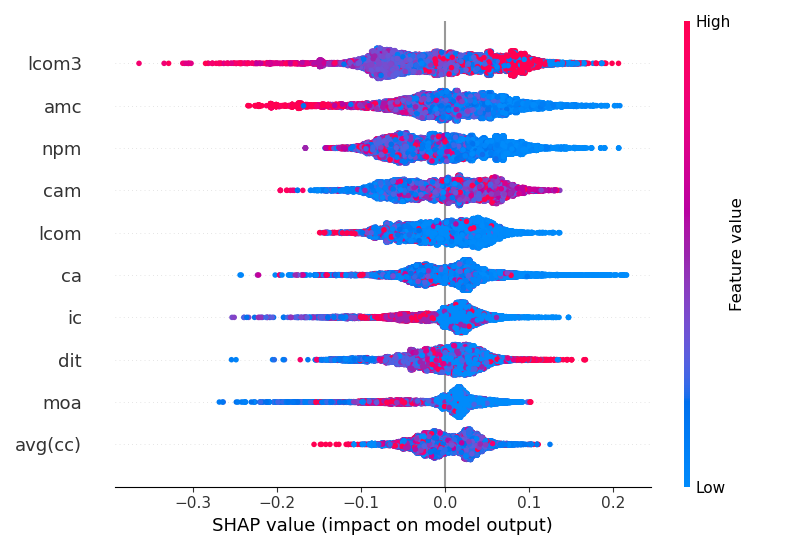 High
lcom3
amc
npm
cam
lcom
ca
ic
dit
moa
avg(cc)
Feature value
Low
−0.3 −0.2 −0.1 0.0 0.1 0.2
SHAP value (impact on model output)